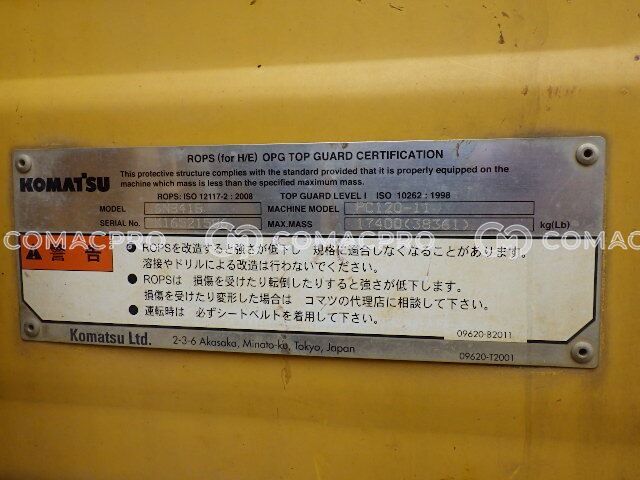 ROPS (for H/E) OPG TOP GUARD CERTIFICATION
KOMATSU
This protective structure complies with the standard provided that it is properly equipped on the
machine which mass is less than the specified maximum mass.
ROPS: ISO 12117-2 : 2008 TOP GUARD LEVEL I ISO 10262 : 1998
MODEL MACHINE MODEL PC120-11
SERIAL No. MAX.MASS 17400(38361) kg(Lb)
COMACPRO COMACPRO COMACPRO
警告
● ROPSを改造すると強さが低下し 規格に適合しなくなることがあります。
溶接やドリルによる改造は行わないでください。
● ROPSは 損傷を受けたり転倒したりすると強さが低下します。
損傷を受けたり変形した場合は コマツの代理店に相談して下さい。
● 運転時は 必ずシートベルトを着用して下さい。
09620-B2011
Komatsu Ltd. 2-3-6 Akasaka, Minato-ku, Tokyo, Japan 09620-T2001